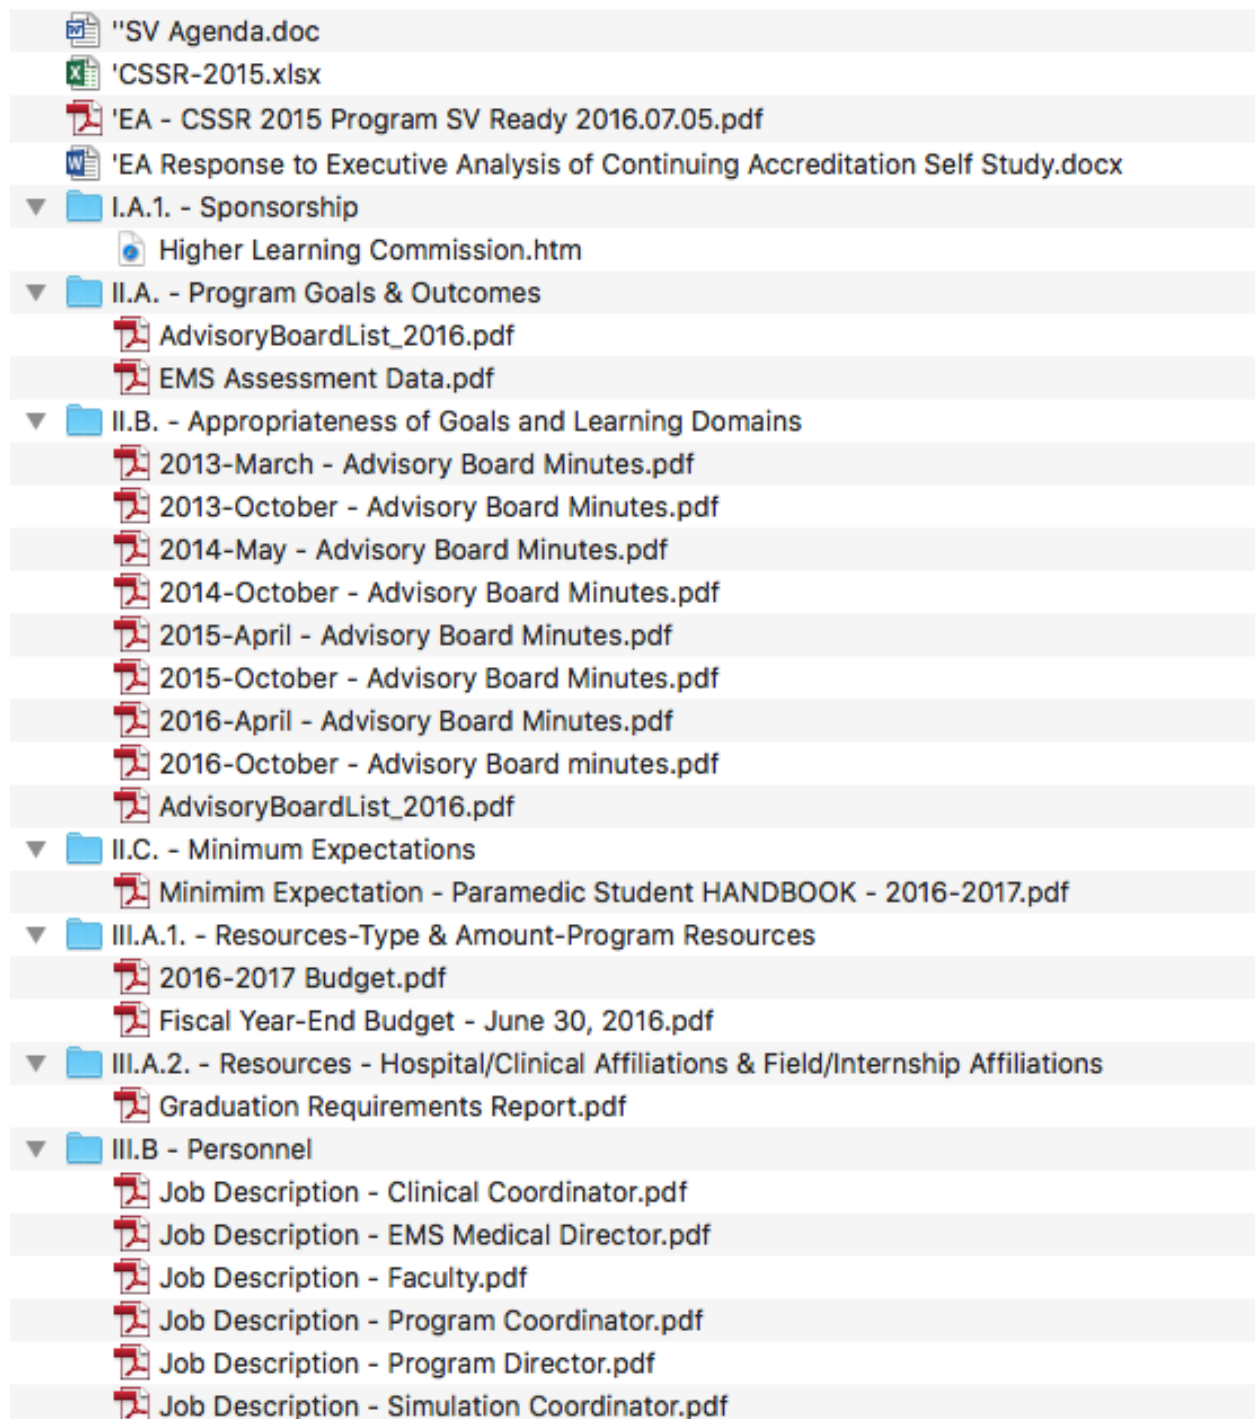 "SV Agenda.doc
'CSSR-2015.xlsx
'EA - CSSR 2015 Program SV Ready 2016.07.05.pdf
'EA Response to Executive Analysis of Continuing Accreditation Self Study.docx
I.A.1. - Sponsorship
Higher Learning Commission.htm
II.A. - Program Goals & Outcomes
AdvisoryBoardList_2016.pdf
EMS Assessment Data.pdf
II.B. - Appropriateness of Goals and Learning Domains
2013-March - Advisory Board Minutes.pdf
2013-October - Advisory Board Minutes.pdf
2014-May - Advisory Board Minutes.pdf
2014-October - Advisory Board Minutes.pdf
2015-April - Advisory Board Minutes.pdf
2015-October - Advisory Board Minutes.pdf
2016-April - Advisory Board Minutes.pdf
2016-October - Advisory Board minutes.pdf
AdvisoryBoardList_2016.pdf
II.C. - Minimum Expectations
Minimim Expectation - Paramedic Student HANDBOOK - 2016-2017.pdf
III.A.1. - Resources-Type & Amount-Program Resources
2016-2017 Budget.pdf
Fiscal Year-End Budget - June 30, 2016.pdf
III.A.2. - Resources - Hospital/Clinical Affiliations & Field/Internship Affiliations
Graduation Requirements Report.pdf
III.B - Personnel
Job Description - Clinical Coordinator.pdf
Job Description - EMS Medical Director.pdf
Job Description - Faculty.pdf
Job Description - Program Coordinator.pdf
Job Description - Program Director.pdf
Job Description - Simulation Coordinator.pdf